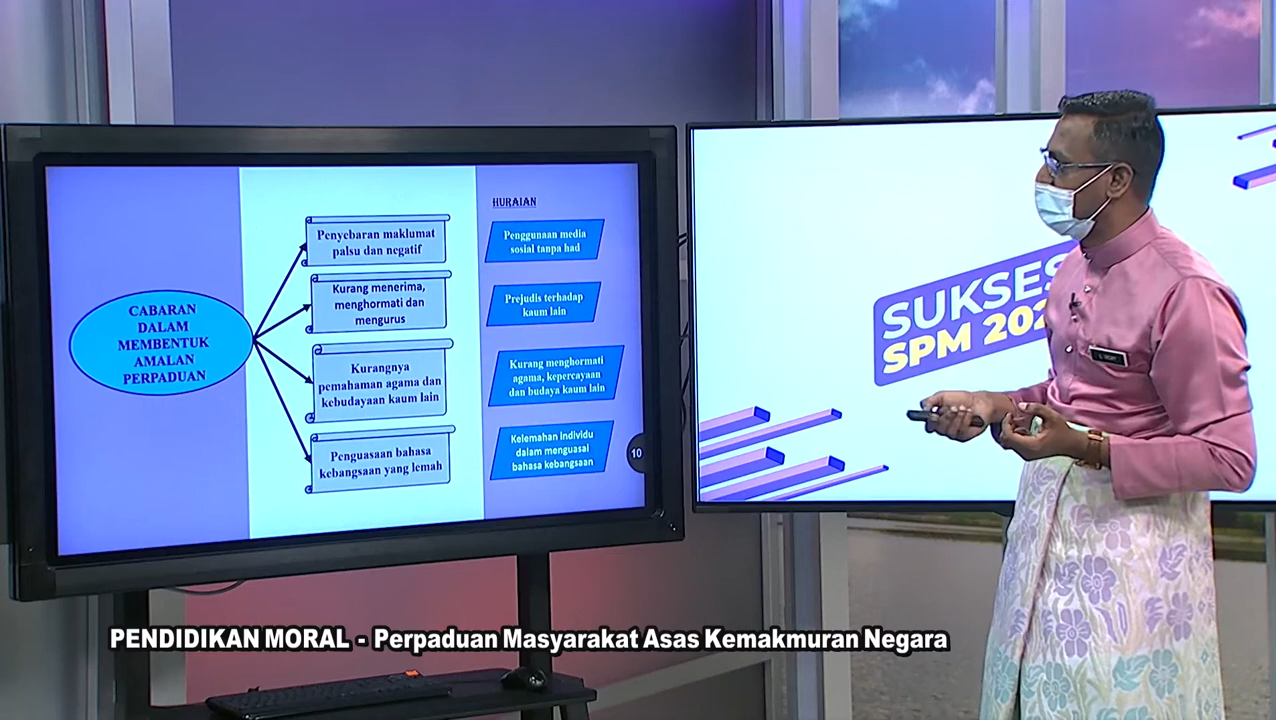 HURAIAN
CABARAN
DALAM
MEMBENTUK
AMALAN
PERPADUAN
Penyebaran maklumat
palsu dan negatif
Penggunaan media
sosial tanpa had
Kurang menerima,
menghormati dan
mengurus
Prejudis terhadap
kaum lain
Kurangnya
pemahaman agama dan
kebudayaan kaum lain
Kurang menghormati
agama, kepercayaan
dan budaya kaum lain
Penguasaan bahasa
kebangsaan yang lemah
Kelemahan individu
dalam menguasai
bahasa kebangsaan
10
SUKSES
SPM 202
PENDIDIKAN MORAL - Perpaduan Masyarakat Asas Kemakmuran Negara